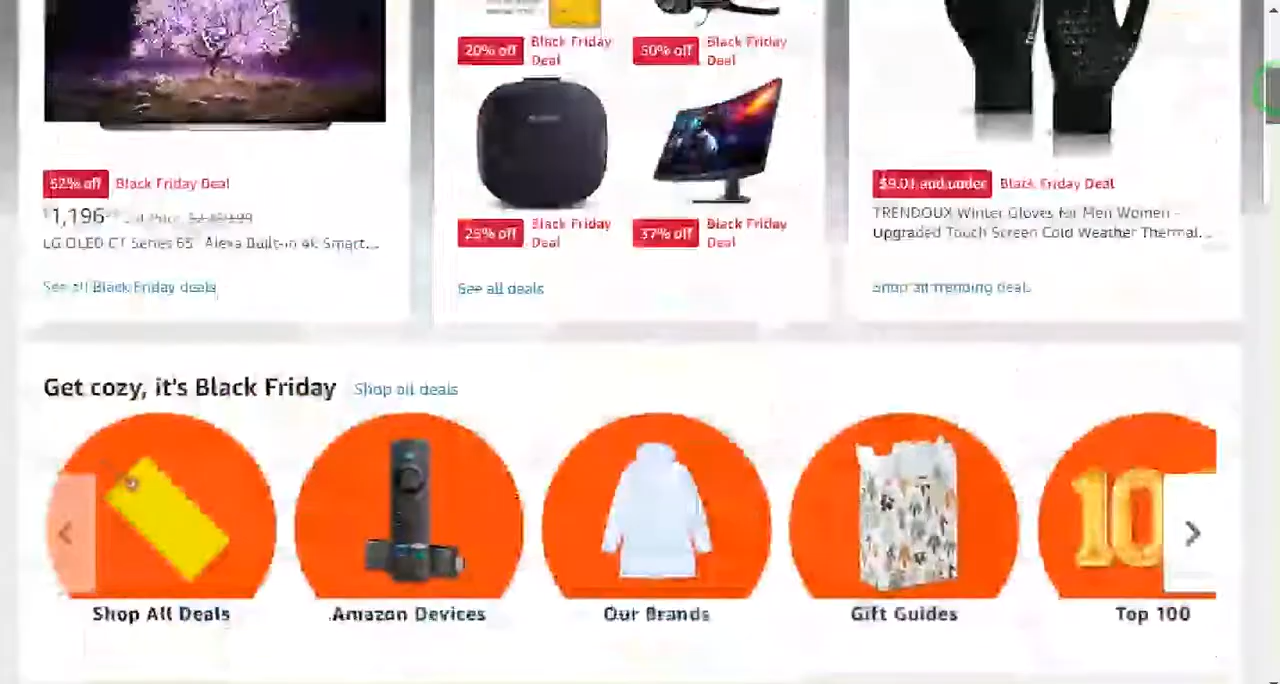 20% off Black Friday Deal
50% off Black Friday Deal
52% off Black Friday Deal
25% off Black Friday Deal
37% off Black Friday Deal
$9.01 and under Black Friday Deal
$1,196
LG OLED C1 Series 65" Alexa Built-in 4k Smart...
TRENDOUX Winter Gloves for Men Women -
Upgraded Touch Screen Cold Weather Thermal...
See all Black Friday deals
See all deals
Shop all trending deals
Get cozy, it's Black Friday Shop all deals
10
Shop All Deals
Amazon Devices
Our Brands
Gift Guides
Top 100